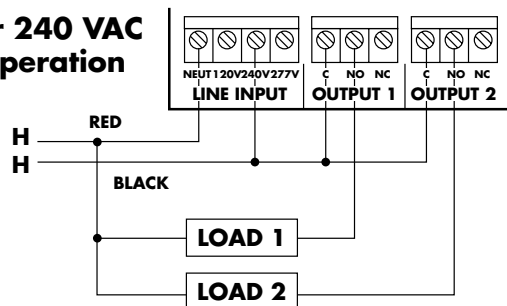 240 VAC
NEUT 120V 240V 277V C NO NC C NO NC
LINE INPUT OUTPUT 1 OUTPUT 2
RED
H
H
BLACK
LOAD 1
LOAD 2